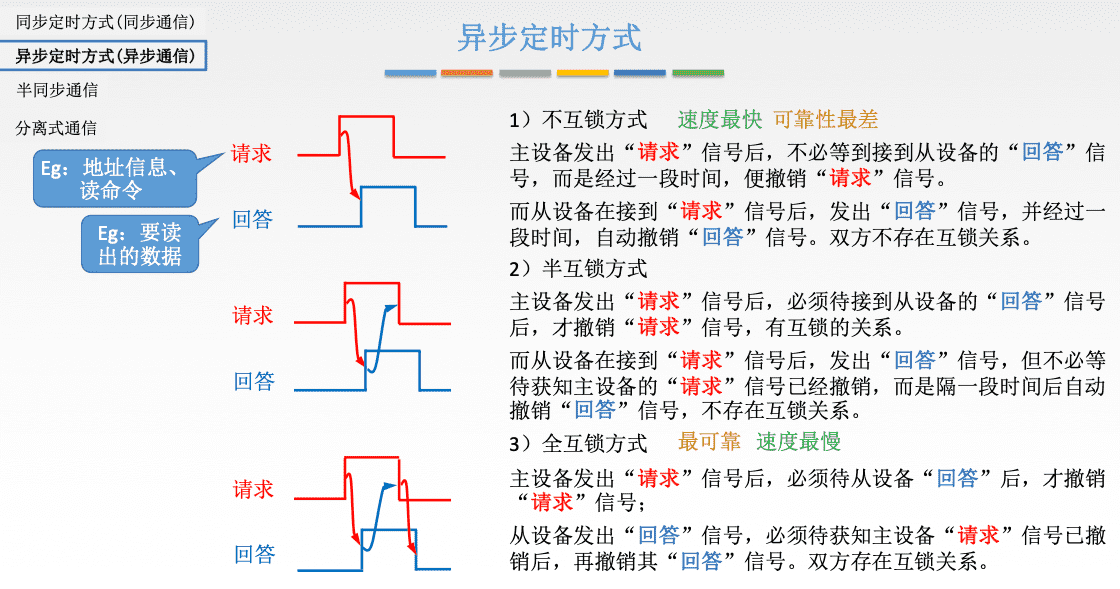 同步定时方式(同步通信)
异步定时方式(异步通信)
半同步通信
分离式通信
异步定时方式
Eg：地址信息、
读命令
请求
Eg：要读
出的数据
回答
1）不互锁方式 速度最快 可靠性最差
主设备发出“请求”信号后，不必等到接到从设备的“回答”信
号，而是经过一段时间，便撤销“请求”信号。
而从设备在接到“请求”信号后，发出“回答”信号，并经过一
段时间，自动撤销“回答”信号。双方不存在互锁关系。
请求
回答
2）半互锁方式
主设备发出“请求”信号后，必须待接到从设备的“回答”信号
后，才撤销“请求”信号，有互锁的关系。
而从设备在接到“请求”信号后，发出“回答”信号，但不必等
待获知主设备的“请求”信号已经撤销，而是隔一段时间后自动
撤销“回答”信号，不存在互锁关系。
请求
回答
3）全互锁方式 最可靠 速度最慢
主设备发出“请求”信号后，必须待从设备“回答”后，才撤销
“请求”信号；
从设备发出“回答”信号，必须待获知主设备“请求”信号已撤
销后，再撤销其“回答”信号。双方存在互锁关系。